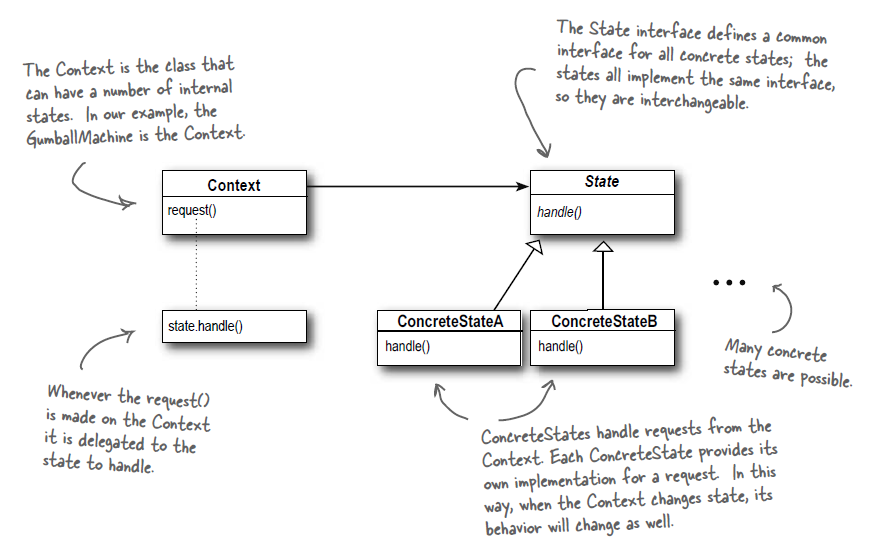 The State interface defines a common
interface for all concrete states; the
states all implement the same interface,
so they are interchangeable.
The Context is the class that
can have a number of internal
states. In our example, the
GumballMachine is the Context.
Context
request()
State
handle()
state.handle()
ConcreteStateA
handle()
ConcreteStateB
handle()
...
Many concrete
states are possible.
Whenever the request()
is made on the Context
it is delegated to the
state to handle.
ConcreteStates handle requests from the
Context. Each ConcreteState provides its
own implementation for a request. In this
way, when the Context changes state, its
behavior will change as well.